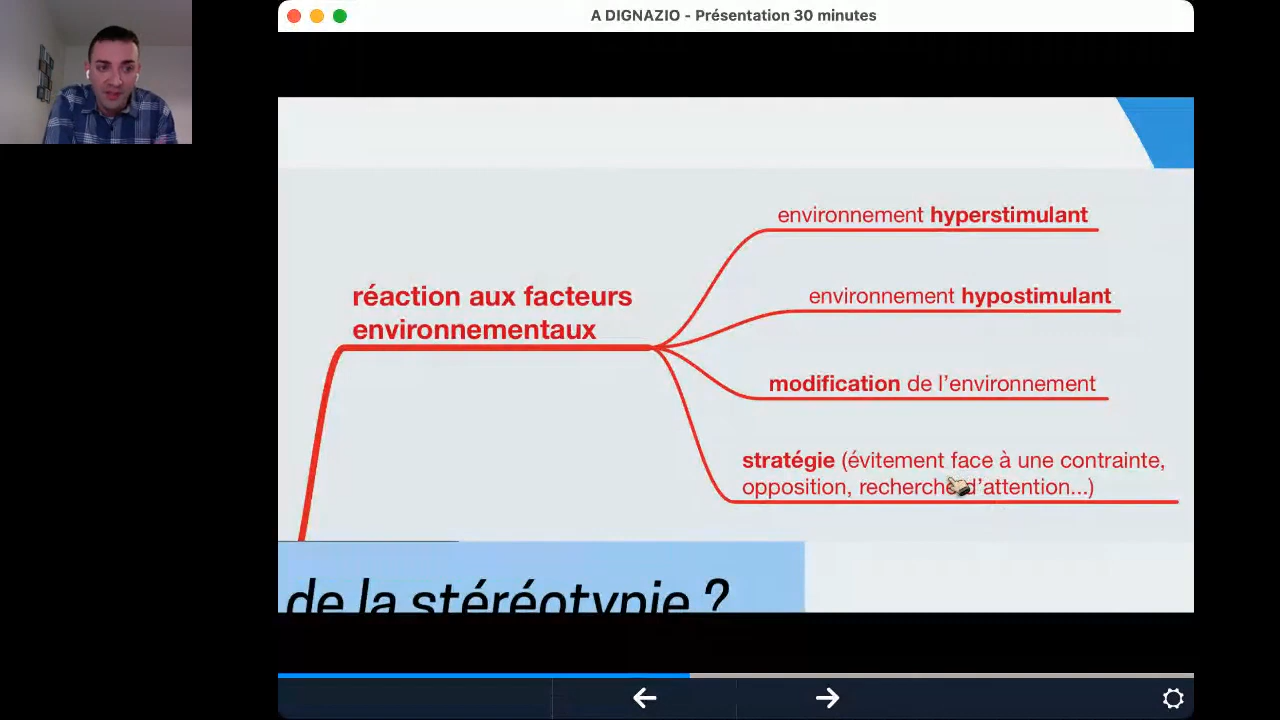 A DIGNAZIO - Présentation 30 minutes
environnement hyperstimulant
réaction aux facteurs
environnementaux
environnement hypostimulant
modification de l'environnement
stratégie (évitement face à une contrainte,
opposition, recherche d'attention...)
de la stéréotypie ?